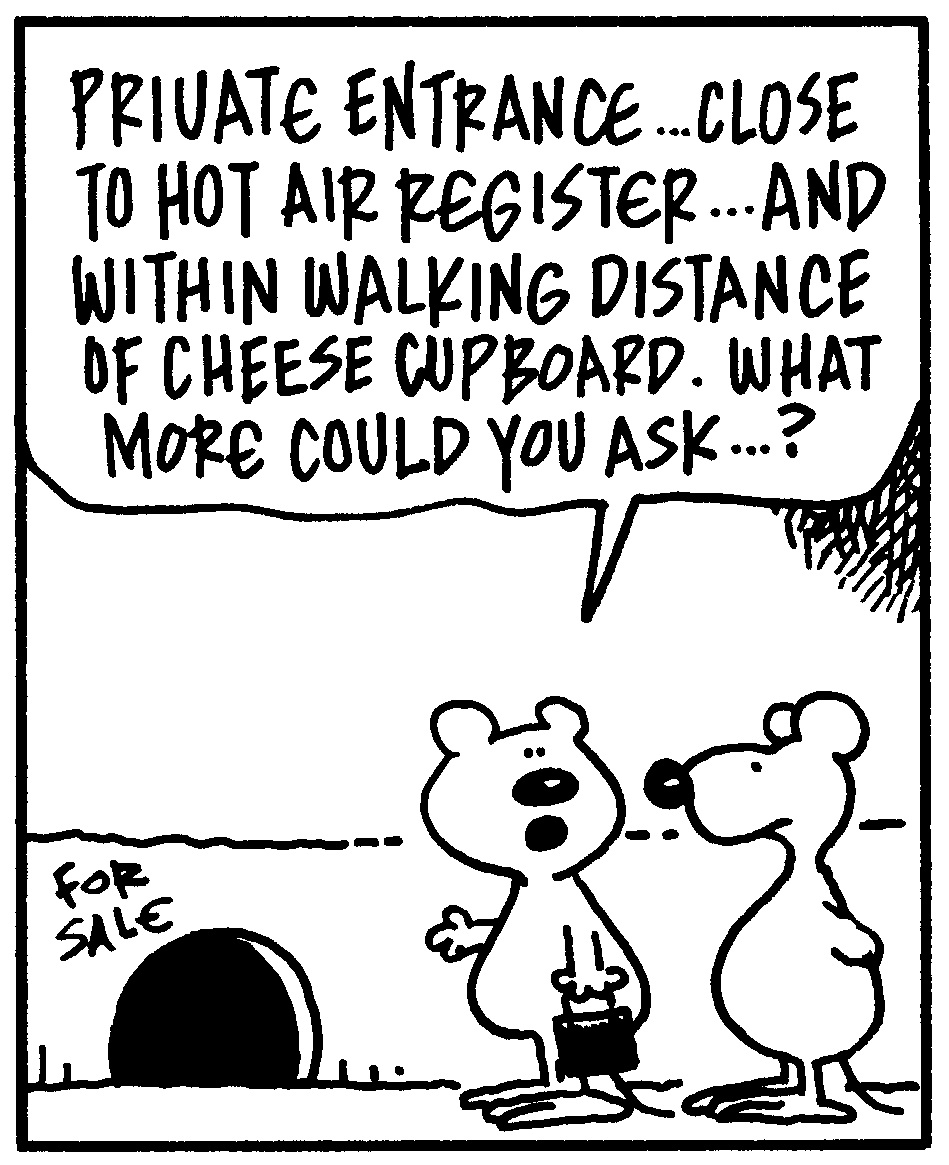 PRIVATE ENTRANCE...CLOSE
TO HOT AIR REGISTER...AND
WITHIN WALKING DISTANCE
OF CHEESE CUPBOARD. WHAT
MORE COULD YOU ASK...?
FOR
SALE